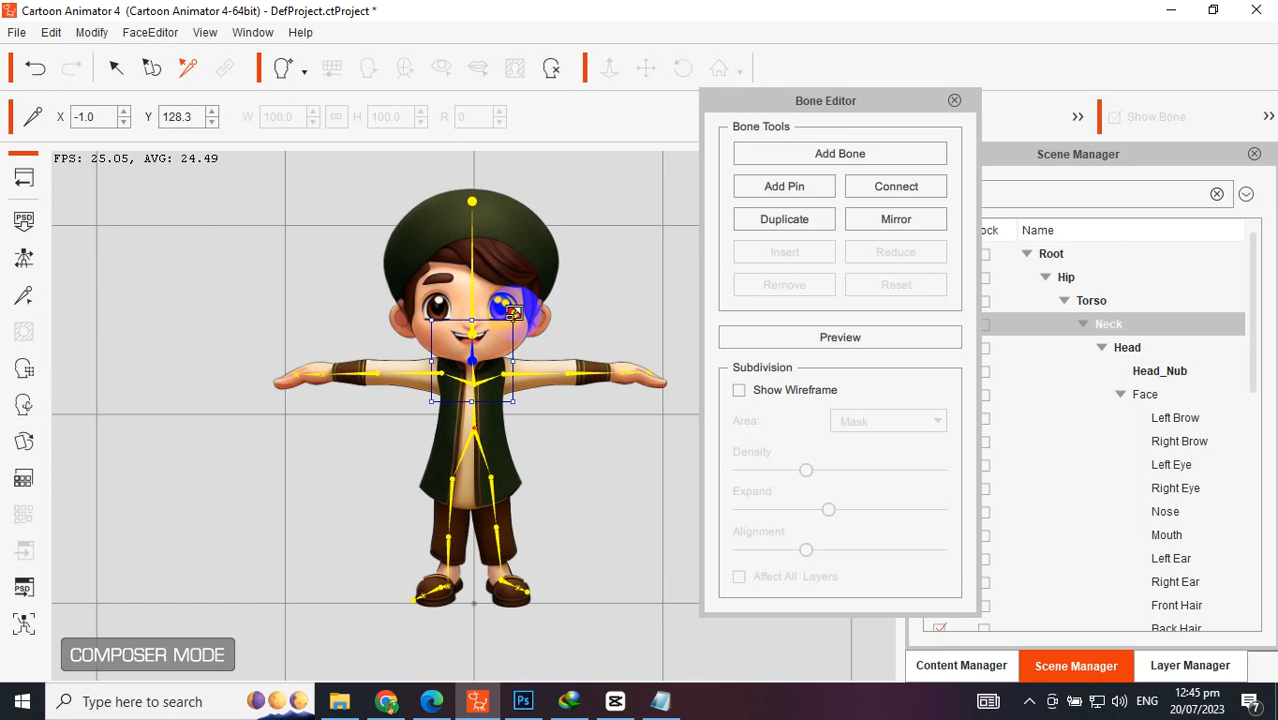 Cartoon Animator 4 (Cartoon Animator 4-64bit) - DefProject.ctProject *
File Edit Modify FaceEditor View Window Help
X -1.0 Y 128.3 W 100.0 H 100.0 R 0 Show Bone
FPS: 25.05, AVG: 24.49
Bone Editor
Bone Tools
Add Bone
Add Pin Connect
Duplicate Mirror
Insert Reduce
Remove Reset
Preview
Subdivision
Show Wireframe
Area: Mask
Density
Expand
Alignment
Affect All Layers
Scene Manager
ock Name
Root
Hip
Torso
Neck
Head
Head_Nub
Face
Left Brow
Right Brow
Left Eye
Right Eye
Nose
Mouth
Left Ear
Right Ear
Front Hair
Back Hair
PSD
PSD
COMPOSER MODE
Content Manager Scene Manager Layer Manager
Type here to search
Ps
ENG
12:45 pm
20/07/2023
7